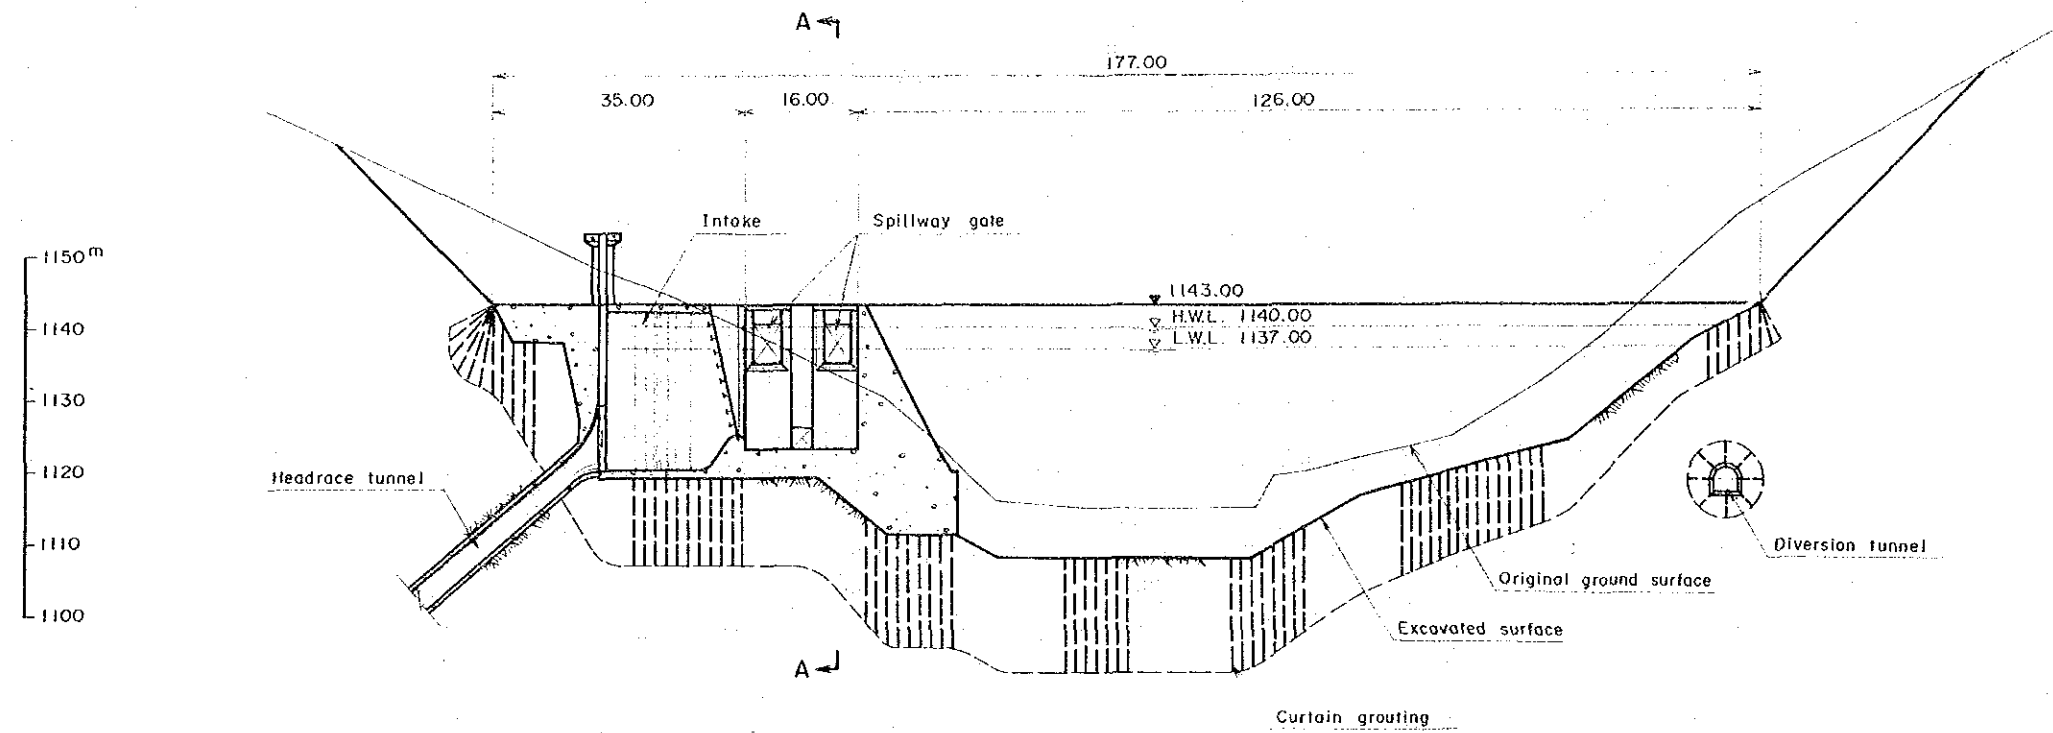 A
177.00
35.00
16.00
126.00
Intake
Spillway gate
1150m
1143.00
1140
H.W.L. 1140.00
L.W.L. 1137.00
1130
1120
Headrace tunnel
1110
Diversion tunnel
Original ground surface
1100
Excavated surface
A
Curtain grouting